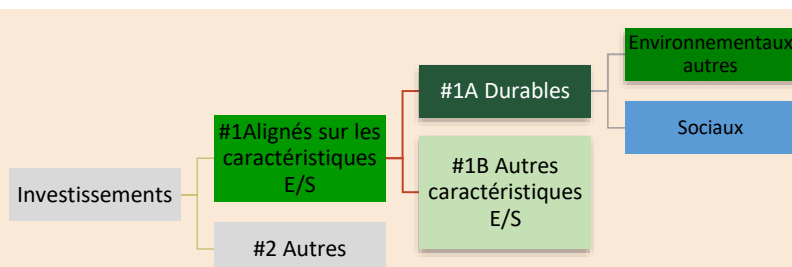 Investissements
#1Alignés sur les
caractéristiques
E/S
#2 Autres
#1A Durables
#1B Autres
caractéristiques
E/S
Environnementaux
autres
Sociaux